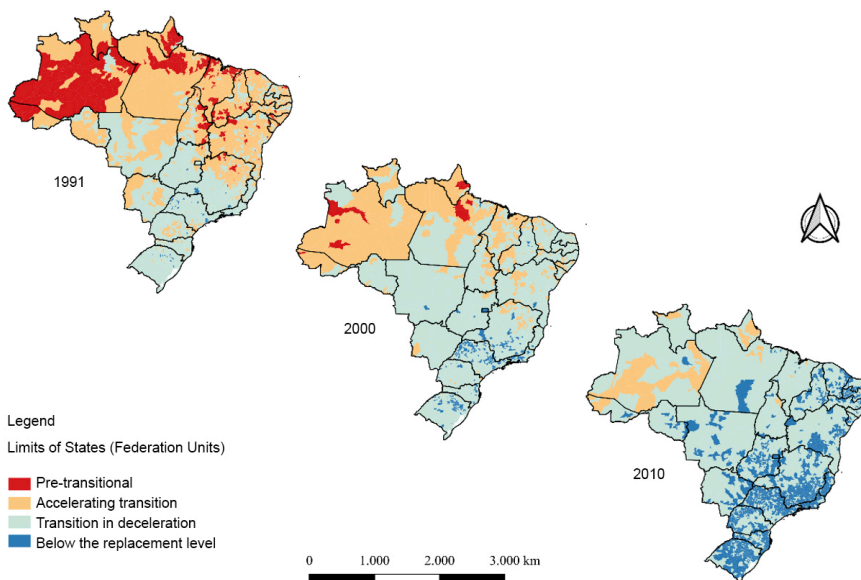 1991
2000
2010
Legend
Limits of States (Federation Units)
Pre-transitional
Accelerating transition
Transition in deceleration
Below the replacement level
0 1.000 2.000 3.000 km